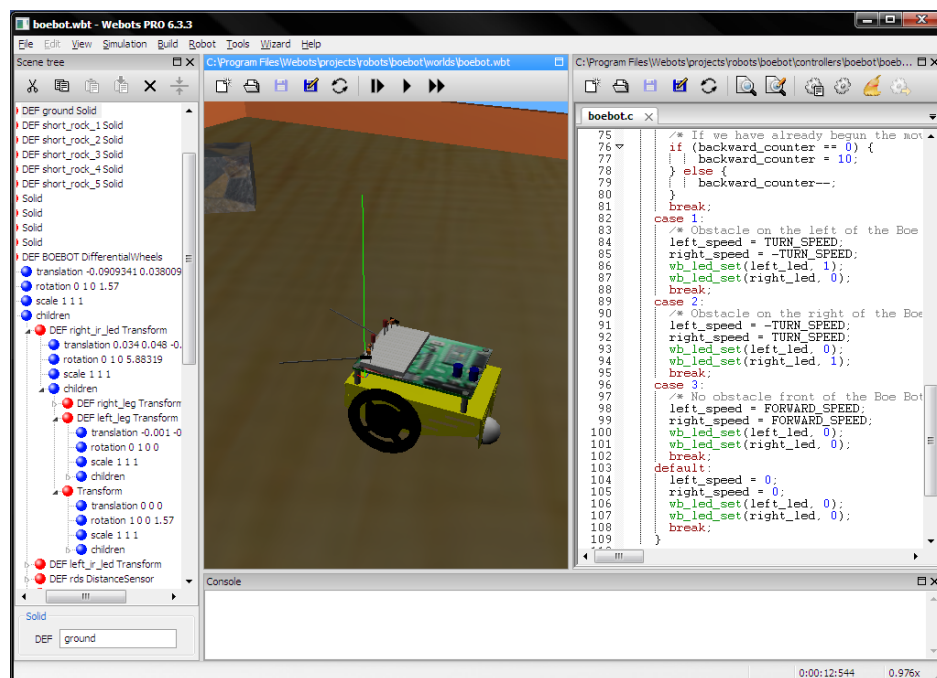 boebot.wbt - Webots PRO 6.3.3
File Edit View Simulation Build Robot Tools Wizard Help
Scene tree
DEF ground Solid
DEF short_rock_1 Solid
DEF short_rock_2 Solid
DEF short_rock_3 Solid
DEF short_rock_4 Solid
DEF short_rock_5 Solid
Solid
Solid
Solid
Solid
DEF BOEBOT DifferentialWheels
translation -0.0909341 0.038009
rotation 0 1 0 1.57
scale 1 1 1
children
DEF right_ir_led Transform
translation 0.034 0.048 -0.
rotation 0 1 0 5.88319
scale 1 1 1
children
DEF right_leg Transform
DEF left_leg Transform
translation -0.001 -0
rotation 0 1 0 0
scale 1 1 1
children
Transform
translation 0 0 0
rotation 1 0 0 1.57
scale 1 1 1
children
DEF left_ir_led Transform
DEF rds DistanceSensor
Solid
DEF ground
C:\Program Files\Webots\projects\robots\boebot\worlds\boebot.wbt
C:\Program Files\Webots\projects\robots\boebot\controllers\boebot\boeb...
boebot.c
75 /* If we have already begun the mov
76 if (backward_counter == 0) {
77 backward_counter = 10;
78 } else {
79 backward_counter--;
80 }
81 break;
82 case 1:
83 /* Obstacle on the left of the Boe
84 left_speed = TURN_SPEED;
85 right_speed = -TURN_SPEED;
86 wb_led_set(left_led, 1);
87 wb_led_set(right_led, 0);
88 break;
89 case 2:
90 /* Obstacle on the right of the Boe
91 left_speed = -TURN_SPEED;
92 right_speed = TURN_SPEED;
93 wb_led_set(left_led, 0);
94 wb_led_set(right_led, 1);
95 break;
96 case 3:
97 /* No obstacle front of the Boe Bot
98 left_speed = FORWARD_SPEED;
99 right_speed = FORWARD_SPEED;
100 wb_led_set(left_led, 0);
101 wb_led_set(right_led, 0);
102 break;
103 default:
104 left_speed = 0;
105 right_speed = 0;
106 wb_led_set(left_led, 0);
107 wb_led_set(right_led, 0);
108 break;
109 }
Console
0:00:12:544 0.976x